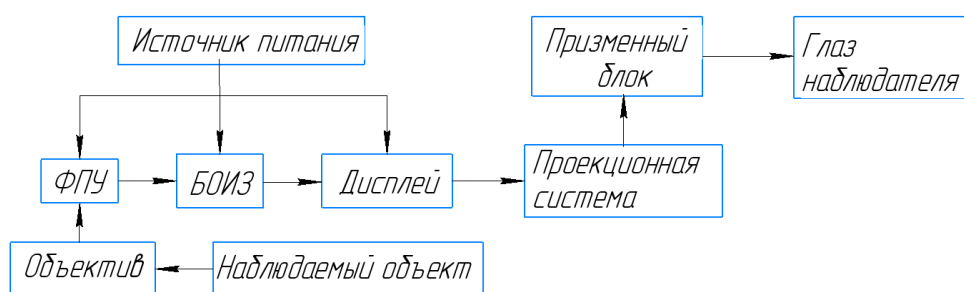 Источник питания
Призменный
блок
Глаз
наблюдателя
ФПУ
БОИЗ
Дисплей
Проекционная
система
Объектив
Наблюдаемый объект